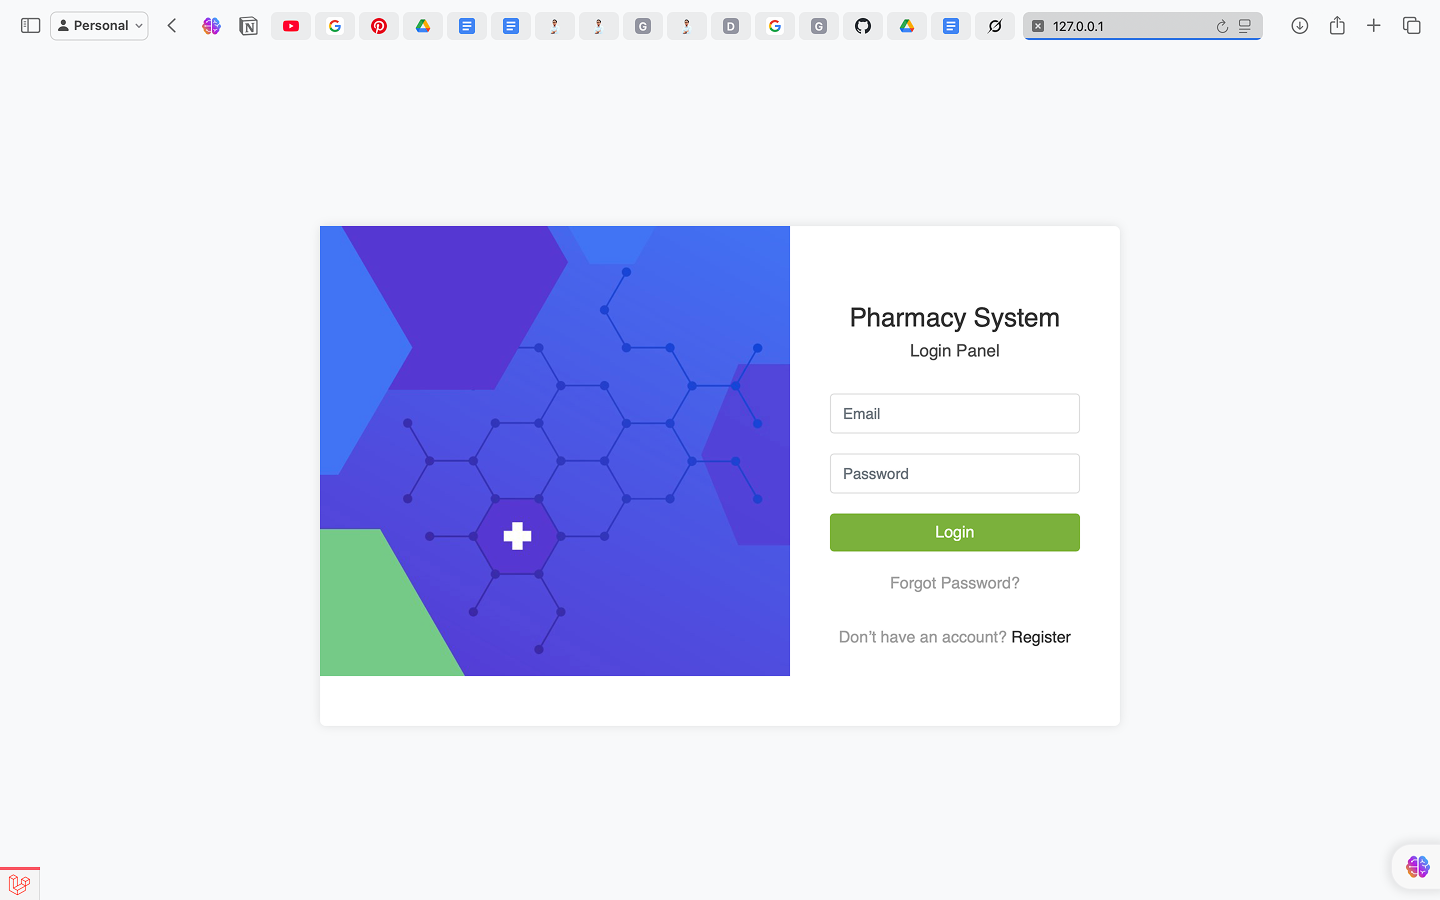 Personal
G
D
G
127.0.0.1
Pharmacy System
Login Panel
Email
Password
Login
Forgot Password?
Don't have an account? Register